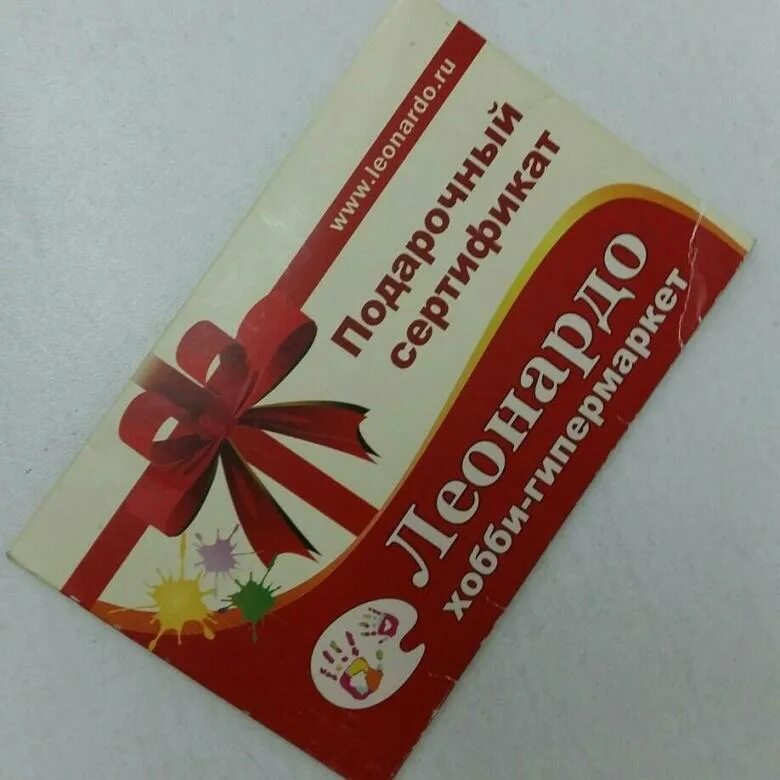 www.leonardo.ru
Подарочный
сертификат
Леонардо
хобби-гипермаркет